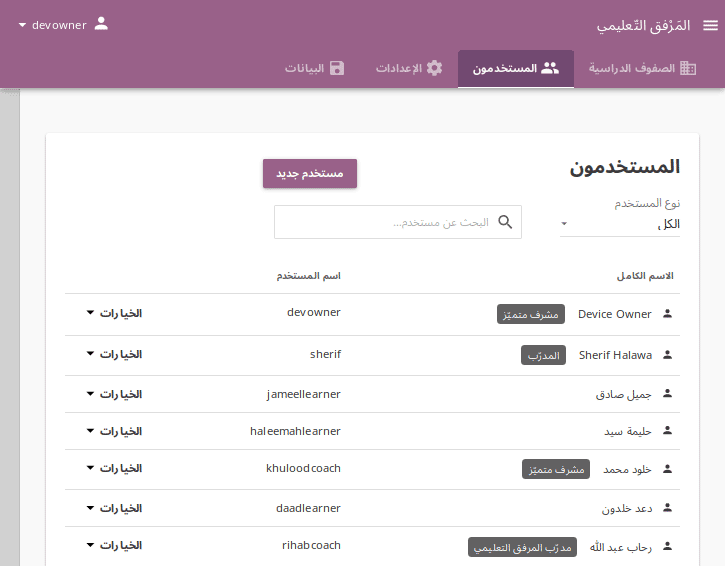 المَرْفق التّعليمي
devowner
الصفوف الدراسية
المستخدمون
الإعدادات
البيانات
المستخدمون
مستخدم جديد
نوع المستخدم
الكل
البحث عن مستخدم...
الاسم الكامل اسم المستخدم
Device Owner مشرف متميّز devowner الخيارات
Sherif Halawa المدرّب sherif الخيارات
جميل صادق jameellearner الخيارات
حليمة سيد haleemahlearner الخيارات
خلود محمد مشرف متميّز khuloodcoach الخيارات
دعد خلدون daadlearner الخيارات
رحاب عبد الله مدرّب المرفق التعليمي rihabcoach الخيارات